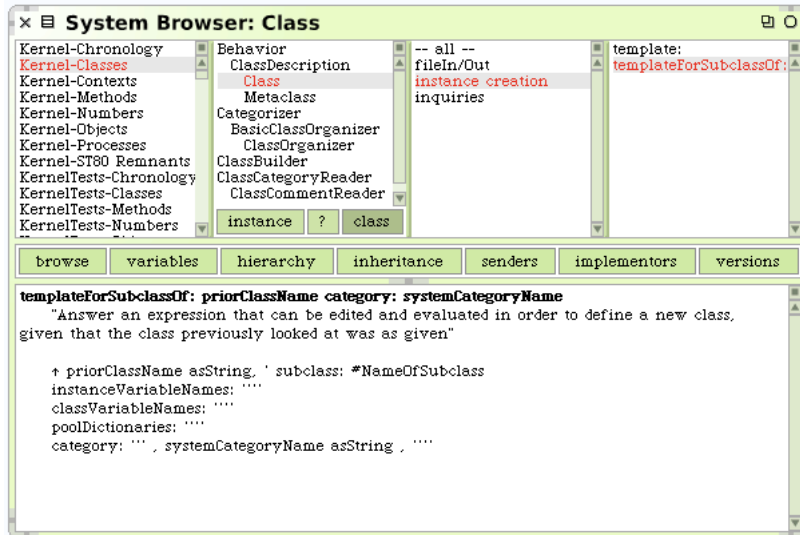 System Browser: Class
Kernel-Chronology
Kernel-Classes
Kernel-Contexts
Kernel-Methods
Kernel-Numbers
Kernel-Objects
Kernel-Processes
Kernel-ST80 Remnants
KernelTests-Chronology
KernelTests-Classes
KernelTests-Methods
KernelTests-Numbers
Behavior
ClassDescription
Class
Metaclass
Categorizer
BasicClassOrganizer
ClassOrganizer
ClassBuilder
ClassCategoryReader
ClassCommentReader
instance ? class
-- all --
fileIn/Out
instance creation
inquiries
template:
templateForSubclassOf:
browse variables hierarchy inheritance senders implementors versions
templateForSubclassOf: priorClassName category: systemCategoryName
"Answer an expression that can be edited and evaluated in order to define a new class,
given that the class previously looked at was as given"
↑ priorClassName asString, ' subclass: #NameOfSubclass
instanceVariableNames: ''''
classVariableNames: ''''
poolDictionaries: ''''
category: ''' , systemCategoryName asString , ''''